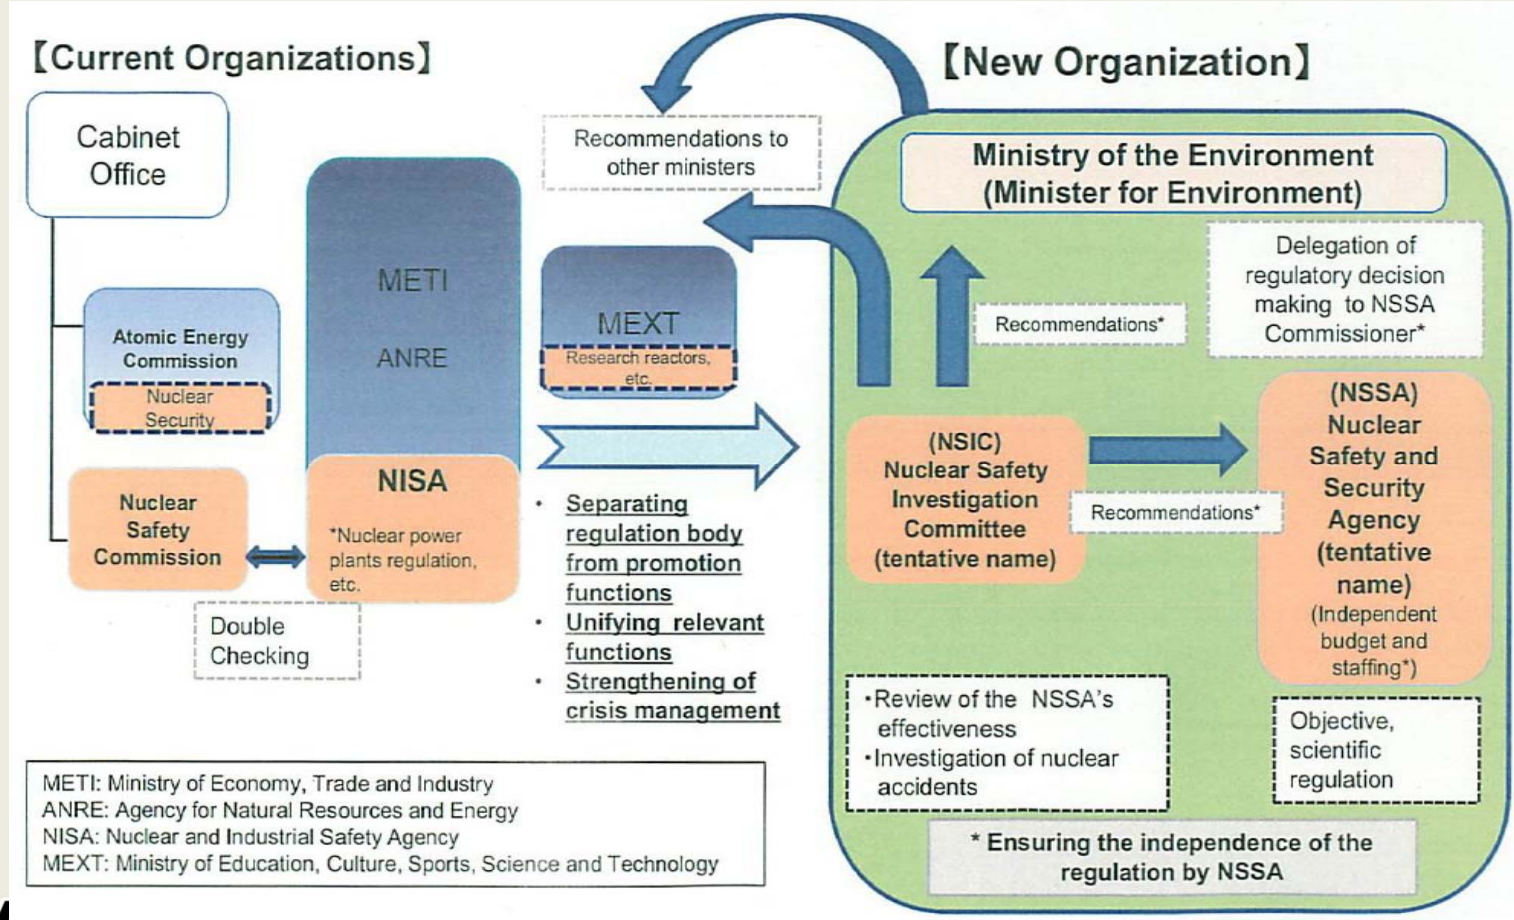 【Current Organizations】
Cabinet
Office
METI
ANRE
Atomic Energy
Commission
Nuclear
Security
Nuclear
Safety
Commission
NISA
*Nuclear power
plants regulation,
etc.
Double
Checking
Recommendations to
other ministers
MEXT
Research reactors,
etc.
• Separating
regulation body
from promotion
functions
• Unifying relevant
functions
• Strengthening of
crisis management
METI: Ministry of Economy, Trade and Industry
ANRE: Agency for Natural Resources and Energy
NISA: Nuclear and Industrial Safety Agency
MEXT: Ministry of Education, Culture, Sports, Science and Technology
【New Organization】
Ministry of the Environment
(Minister for Environment)
Delegation of
regulatory decision
making to NSSA
Commissioner*
Recommendations*
(NSIC)
Nuclear Safety
Investigation
Committee
(tentative name)
Recommendations*
(NSSA)
Nuclear
Safety and
Security
Agency
(tentative
name)
(Independent
budget and
staffing*)
・Review of the NSSA's
effectiveness
・Investigation of nuclear
accidents
Objective,
scientific
regulation
* Ensuring the independence of the
regulation by NSSA